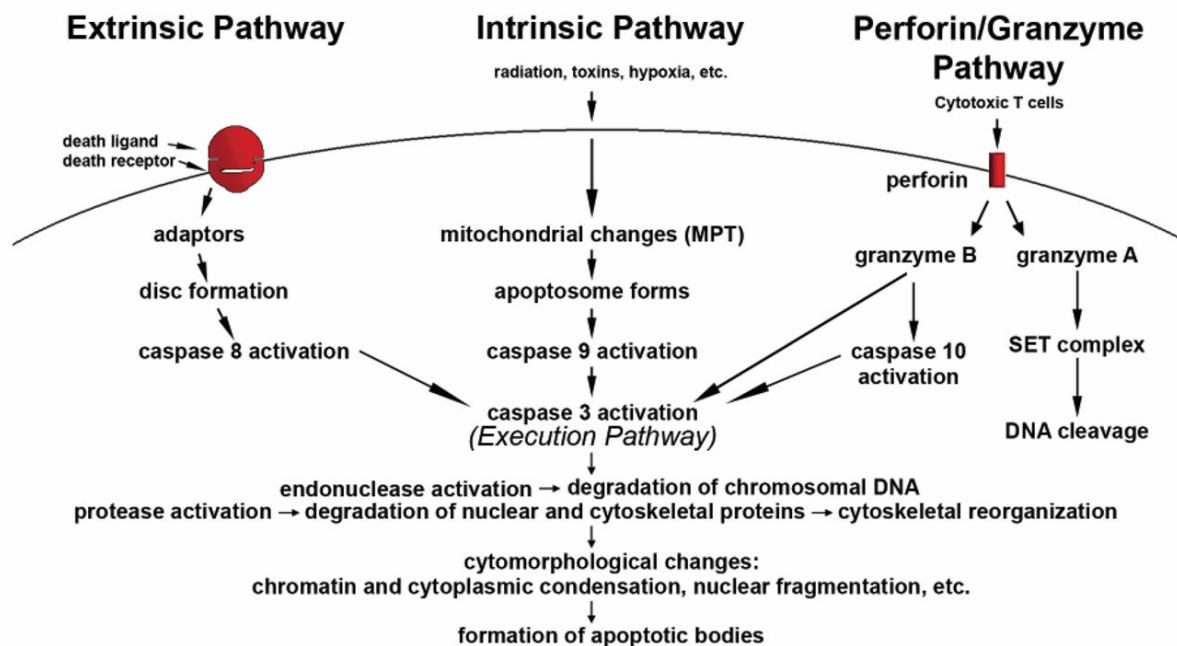 Extrinsic Pathway
Intrinsic Pathway
Perforin/Granzyme
Pathway
radiation, toxins, hypoxia, etc.
Cytotoxic T cells
death ligand
death receptor
perforin
adaptors
mitochondrial changes (MPT)
granzyme B
granzyme A
disc formation
apoptosome forms
caspase 8 activation
caspase 9 activation
caspase 10
activation
SET complex
caspase 3 activation
(Execution Pathway)
DNA cleavage
endonuclease activation → degradation of chromosomal DNA
protease activation → degradation of nuclear and cytoskeletal proteins → cytoskeletal reorganization
cytomorphological changes:
chromatin and cytoplasmic condensation, nuclear fragmentation, etc.
formation of apoptotic bodies